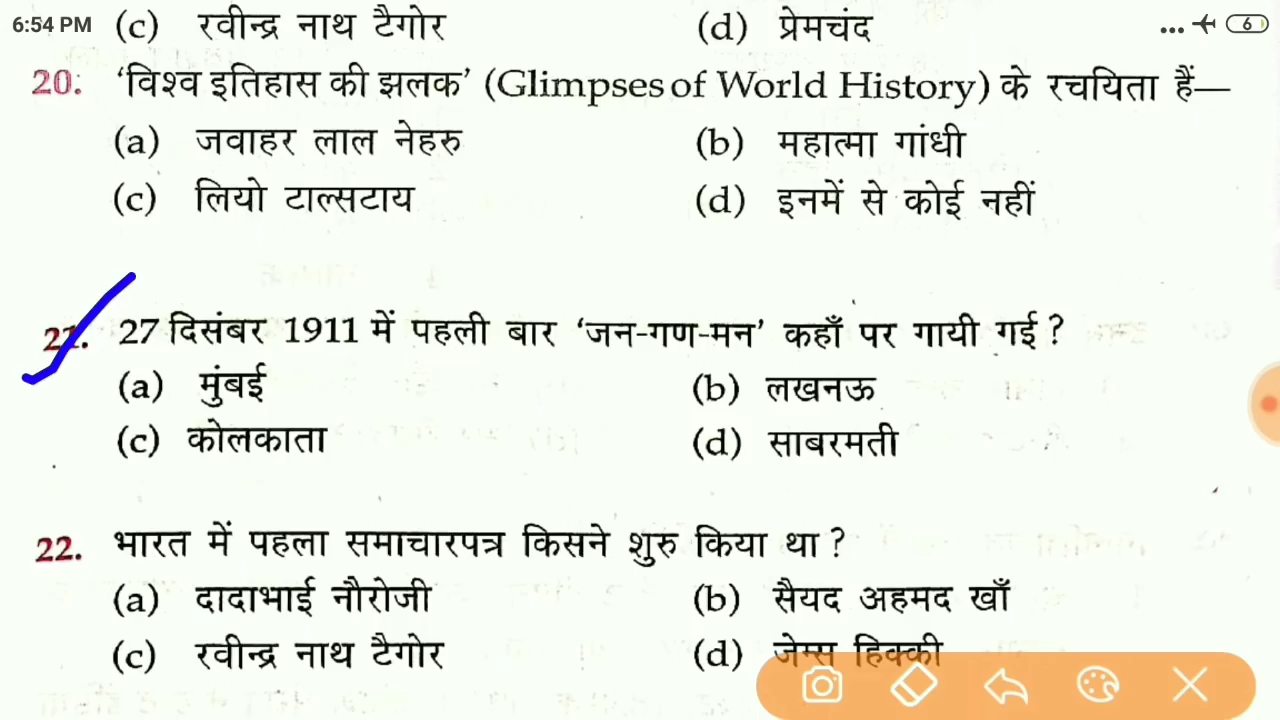 6:54 PM (c) रवीन्द्र नाथ टैगोर (d) प्रेमचंद ... 6
20. 'विश्व इतिहास की झलक' (Glimpses of World History) के रचयिता हैं—
(a) जवाहर लाल नेहरु (b) महात्मा गांधी
(c) लियो टाल्सटाय (d) इनमें से कोई नहीं
21. 27 दिसंबर 1911 में पहली बार 'जन-गण-मन' कहाँ पर गायी गई ?
(a) मुंबई (b) लखनऊ
(c) कोलकाता (d) साबरमती
22. भारत में पहला समाचारपत्र किसने शुरु किया था ?
(a) दादाभाई नौरोजी (b) सैयद अहमद खाँ
(c) रवीन्द्र नाथ टैगोर (d) जेम्स हिक्की